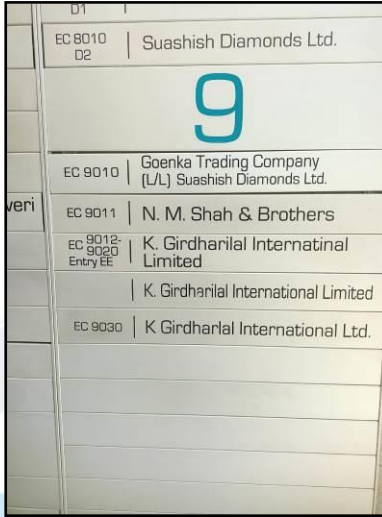 D1
EC 8010
D2
Suashish Diamonds Ltd.
9
EC 9010
Goenka Trading Company
(L/L) Suashish Diamonds Ltd.
veri
EC 9011
N. M. Shah & Brothers
EC 9012-
9020
Entry EE
K. Girdharilal Internatinal
Limited
K. Girdharilal International Limited
EC 9030
K Girdharlal International Ltd.